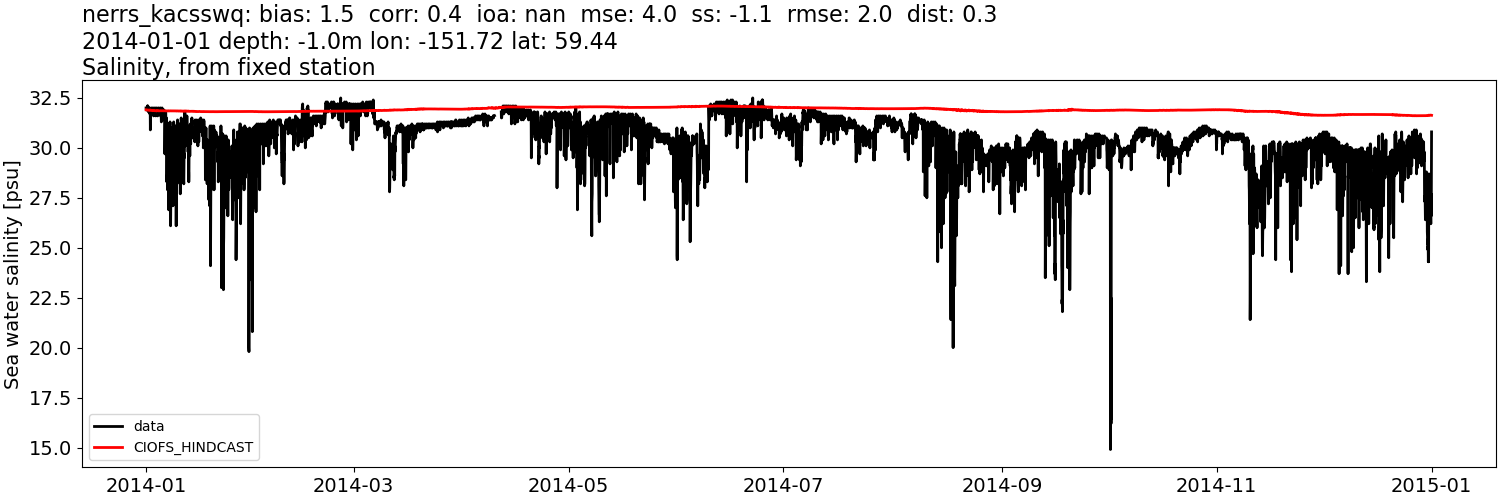 nerrs_kacsswq: bias: 1.5  corr: 0.4  ioa: nan  mse: 4.0  ss: -1.1  rmse: 2.0  dist: 0.3
2014-01-01 depth: -1.0m lon: -151.72 lat: 59.44
Salinity, from fixed station
Sea water salinity [psu]
32.5
30.0
27.5
25.0
22.5
20.0
17.5
15.0
data
CIOFS_HINDCAST
2014-01 2014-03 2014-05 2014-07 2014-09 2014-11 2015-01